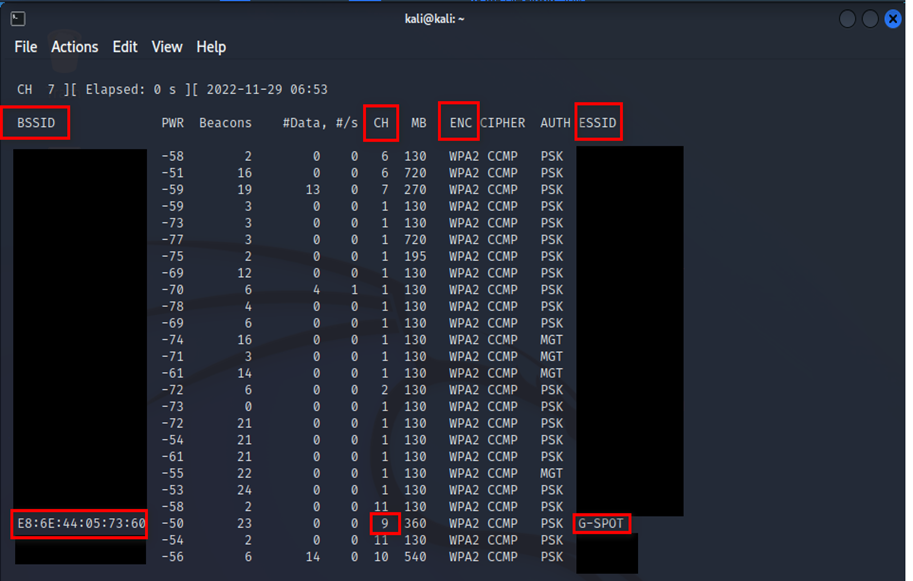 kali@kali: ~
File Actions Edit View Help
CH 7 ][ Elapsed: 0 s ][ 2022-11-29 06:53
BSSID PWR Beacons #Data, #/s CH MB ENC CIPHER AUTH ESSID
-58 2 0 0 6 130 WPA2 CCMP PSK
-51 16 0 0 6 720 WPA2 CCMP PSK
-59 19 13 0 7 270 WPA2 CCMP PSK
-59 3 0 0 1 130 WPA2 CCMP PSK
-73 3 0 0 1 130 WPA2 CCMP PSK
-77 3 0 0 1 720 WPA2 CCMP PSK
-75 2 0 0 1 195 WPA2 CCMP PSK
-69 12 0 0 1 130 WPA2 CCMP PSK
-70 6 4 1 1 130 WPA2 CCMP PSK
-78 4 0 0 1 130 WPA2 CCMP PSK
-69 6 0 0 1 130 WPA2 CCMP PSK
-74 16 0 0 1 130 WPA2 CCMP MGT
-71 3 0 0 1 130 WPA2 CCMP MGT
-61 14 0 0 1 130 WPA2 CCMP MGT
-72 6 0 0 2 130 WPA2 CCMP PSK
-73 0 0 0 1 130 WPA2 CCMP PSK
-72 21 0 0 1 130 WPA2 CCMP PSK
-54 21 0 0 1 130 WPA2 CCMP PSK
-61 21 0 0 1 130 WPA2 CCMP PSK
-55 22 0 0 1 130 WPA2 CCMP MGT
-53 24 0 0 1 130 WPA2 CCMP PSK
-58 2 0 0 11 130 WPA2 CCMP PSK
E8:6E:44:05:73:60 -50 23 0 0 9 360 WPA2 CCMP PSK G-SPOT
-54 2 0 0 11 130 WPA2 CCMP PSK
-56 6 14 0 10 540 WPA2 CCMP PSK